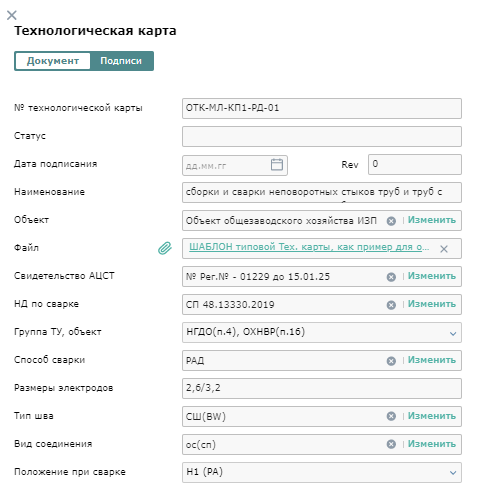 Технологическая карта
Документ Подписи
№ технологической карты ОТК-МЛ-КП1-РД-01
Статус
Дата подписания дд.мм.гг Rev 0
Наименование сборки и сварки неповоротных стыков труб и труб с
Объект Объект общезаводского хозяйства ИЗП Изменить
Файл ШАБЛОН типовой Тех. карты, как пример для о...
Свидетельство АЦСТ № Рег.№ - 01229 до 15.01.25 Изменить
НД по сварке СП 48.13330.2019 Изменить
Группа ТУ, объект НГДО(п.4), ОХНВР(п.16)
Способ сварки РАД Изменить
Размеры электродов 2,6/3,2
Тип шва СШ(BW) Изменить
Вид соединения ос(сп) Изменить
Положение при сварке Н1 (PA)